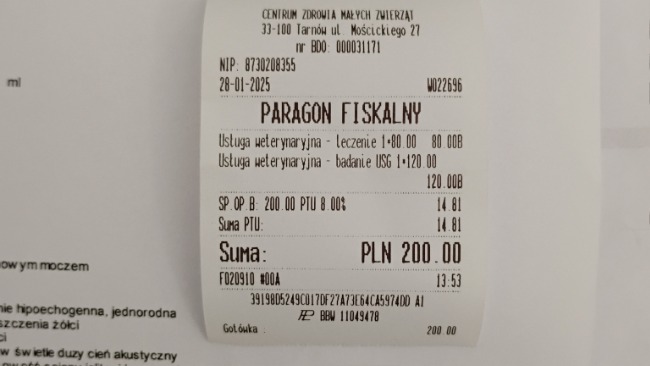 CENTRUM ZDROWIA MAŁYCH ZWIERZĄT
33-100 Tarnów ul. Mościckiego 27
nr BDO: 000031171
NIP: 8730208355
28-01-2025 W022696
PARAGON FISKALNY
Usługa weterynaryjna - leczenie 1*80.00 80.00B
Usługa weterynaryjna - badanie USG 1*120.00
120.00B
SP.OP.B: 200.00 PTU 8.00% 14.81
Suma PTU: 14.81
Suma: PLN 200.00
F020910 #00A 13:53
3919805249C017DF27A73E64CA5974DD A1
BBW 11049478
Gotówka 200.00
ml
owym moczem
nie hipoechogenna, jednorodna
szczenia żółci
ci
w świetle duzy cień akustyczny